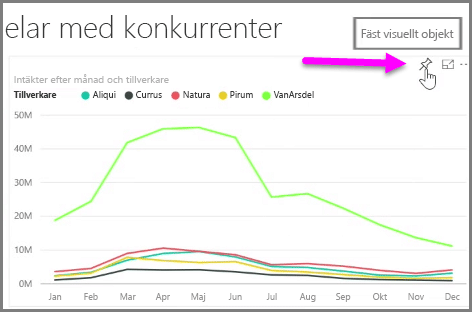 elar med konkurrenter
Fäst visuellt objekt
Intäkter efter månad och tillverkare
Tillverkare Aliqui Currus Natura Pirum VanArsdel
50M
40M
30M
20M
10M
0M
Jan Feb Mar Apr Maj Jun Jul Aug Sep Okt Nov Dec